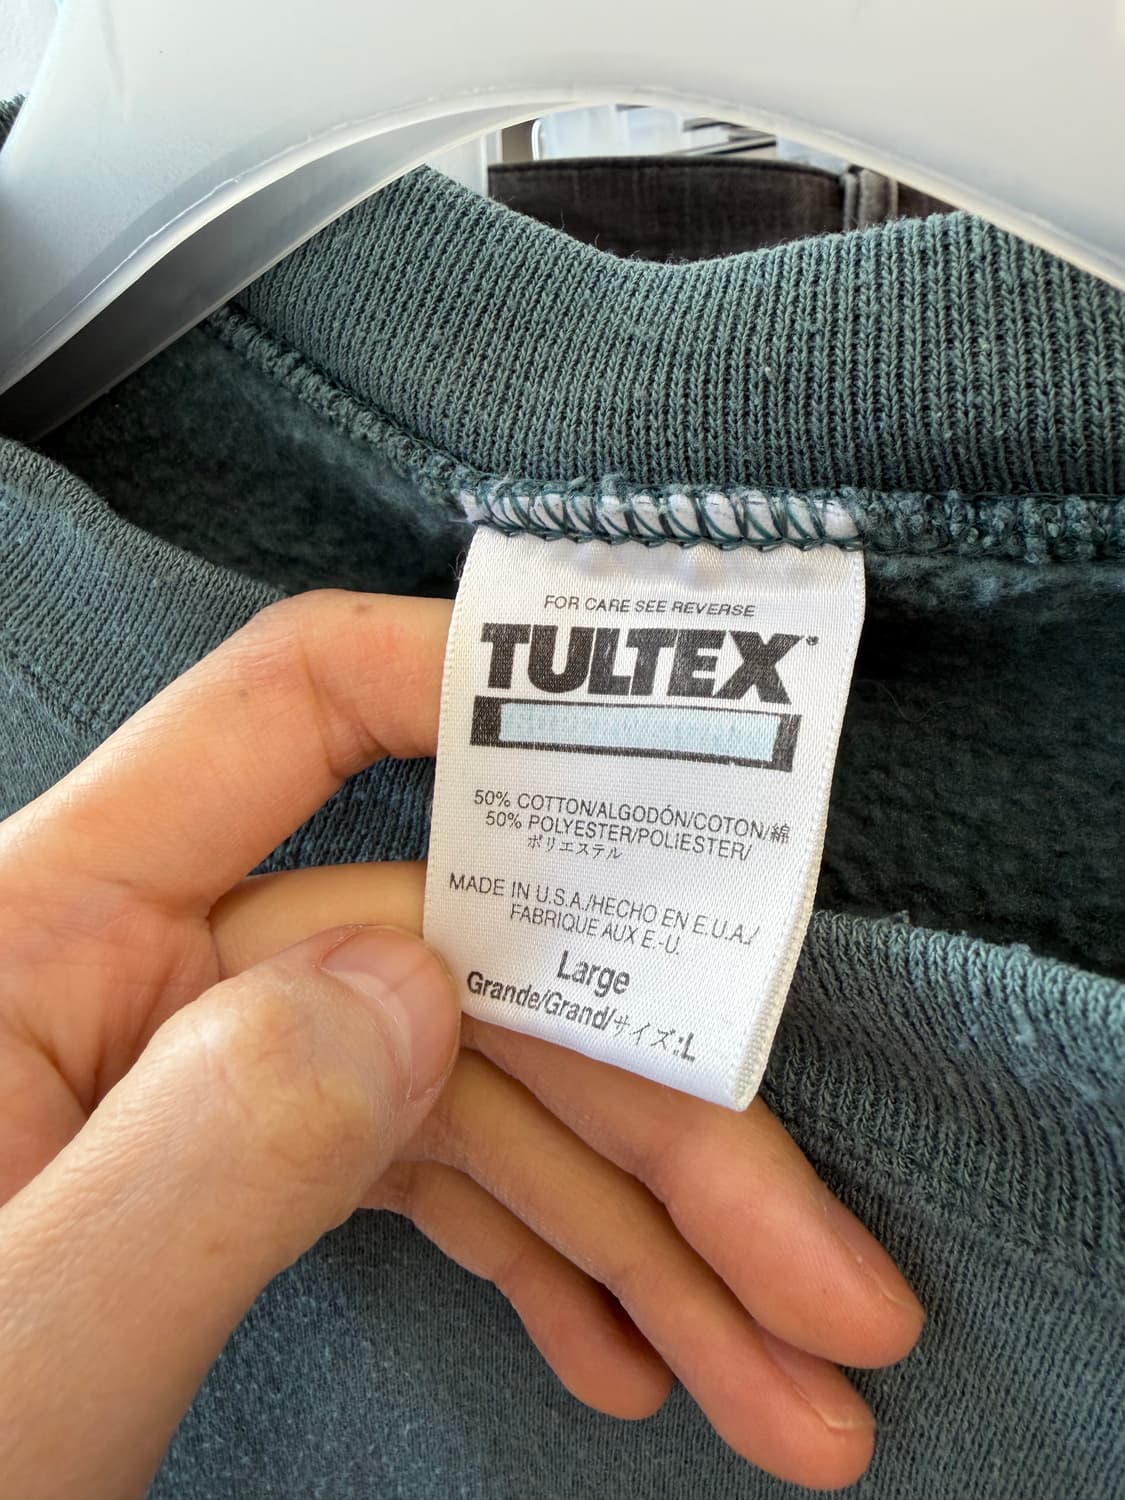 FOR CARE SEE REVERSE
TULTEX®
50% COTTON/ALGODÓN/COTON/綿
50% POLYESTER/POLIESTER/
ポリエステル
MADE IN U.S.A./HECHO EN E.U.A./
FABRIQUE AUX E.-U.
Large
Grande/Grand/サイズ:L